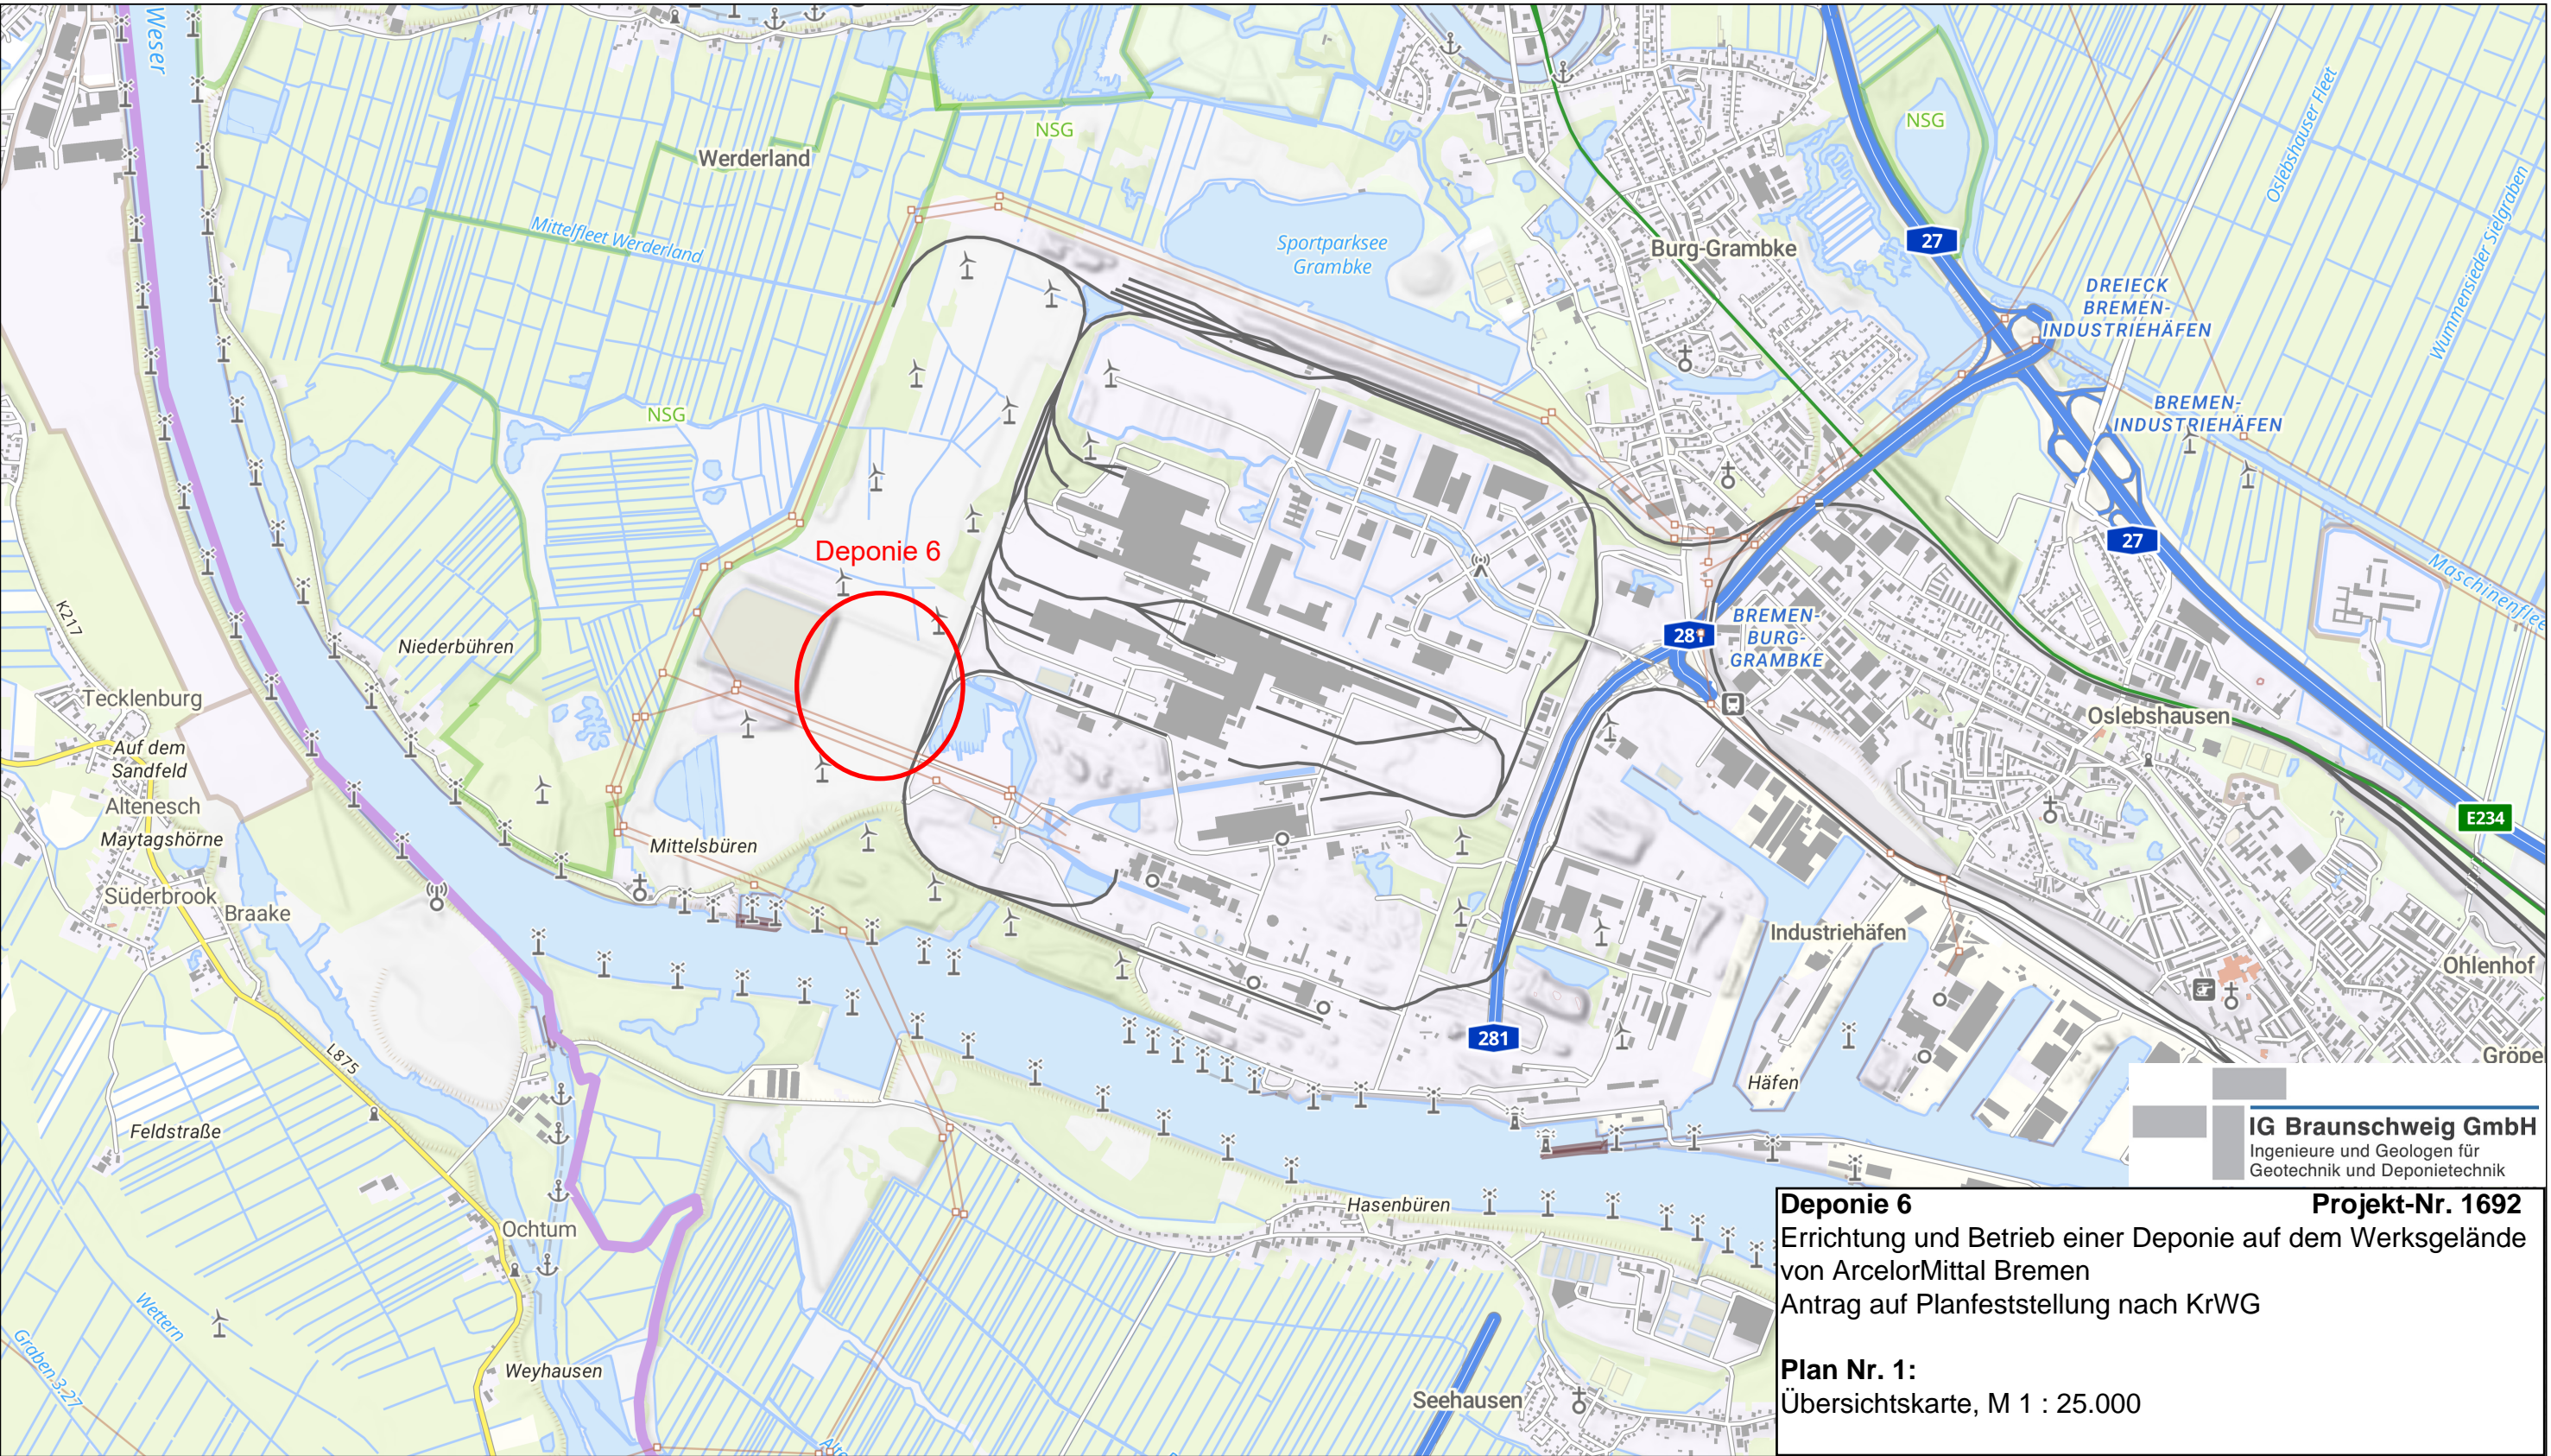 Weser
Werderland
NSG
NSG
Oslebshauser Fleet
Wummensieder Sielgraben
Mittelfleet Werderland
Sportparksee
Grambke
Burg-Grambke
27
DREIECK
BREMEN-
INDUSTRIEHÄFEN
BREMEN-
INDUSTRIEHÄFEN
NSG
27
Deponie 6
Maschinenflee
K217
Niederbühren
281
BREMEN-
BURG-
GRAMBKE
Tecklenburg
Auf dem
Sandfeld
Oslebshausen
Altenesch
Maytagshörne
E234
Mittelsbüren
Süderbrook
Braake
Industriehäfen
Ohlenhof
281
L875
Gröpe
Häfen
Feldstraße
Hasenbüren
Ochtum
Wettern
Graben 3.27
Weyhausen
Seehausen
Alte
IG Braunschweig GmbH
Ingenieure und Geologen für
Geotechnik und Deponietechnik
Deponie 6 Projekt-Nr. 1692
Errichtung und Betrieb einer Deponie auf dem Werksgelände
von ArcelorMittal Bremen
Antrag auf Planfeststellung nach KrWG
Plan Nr. 1:
Übersichtskarte, M 1 : 25.000